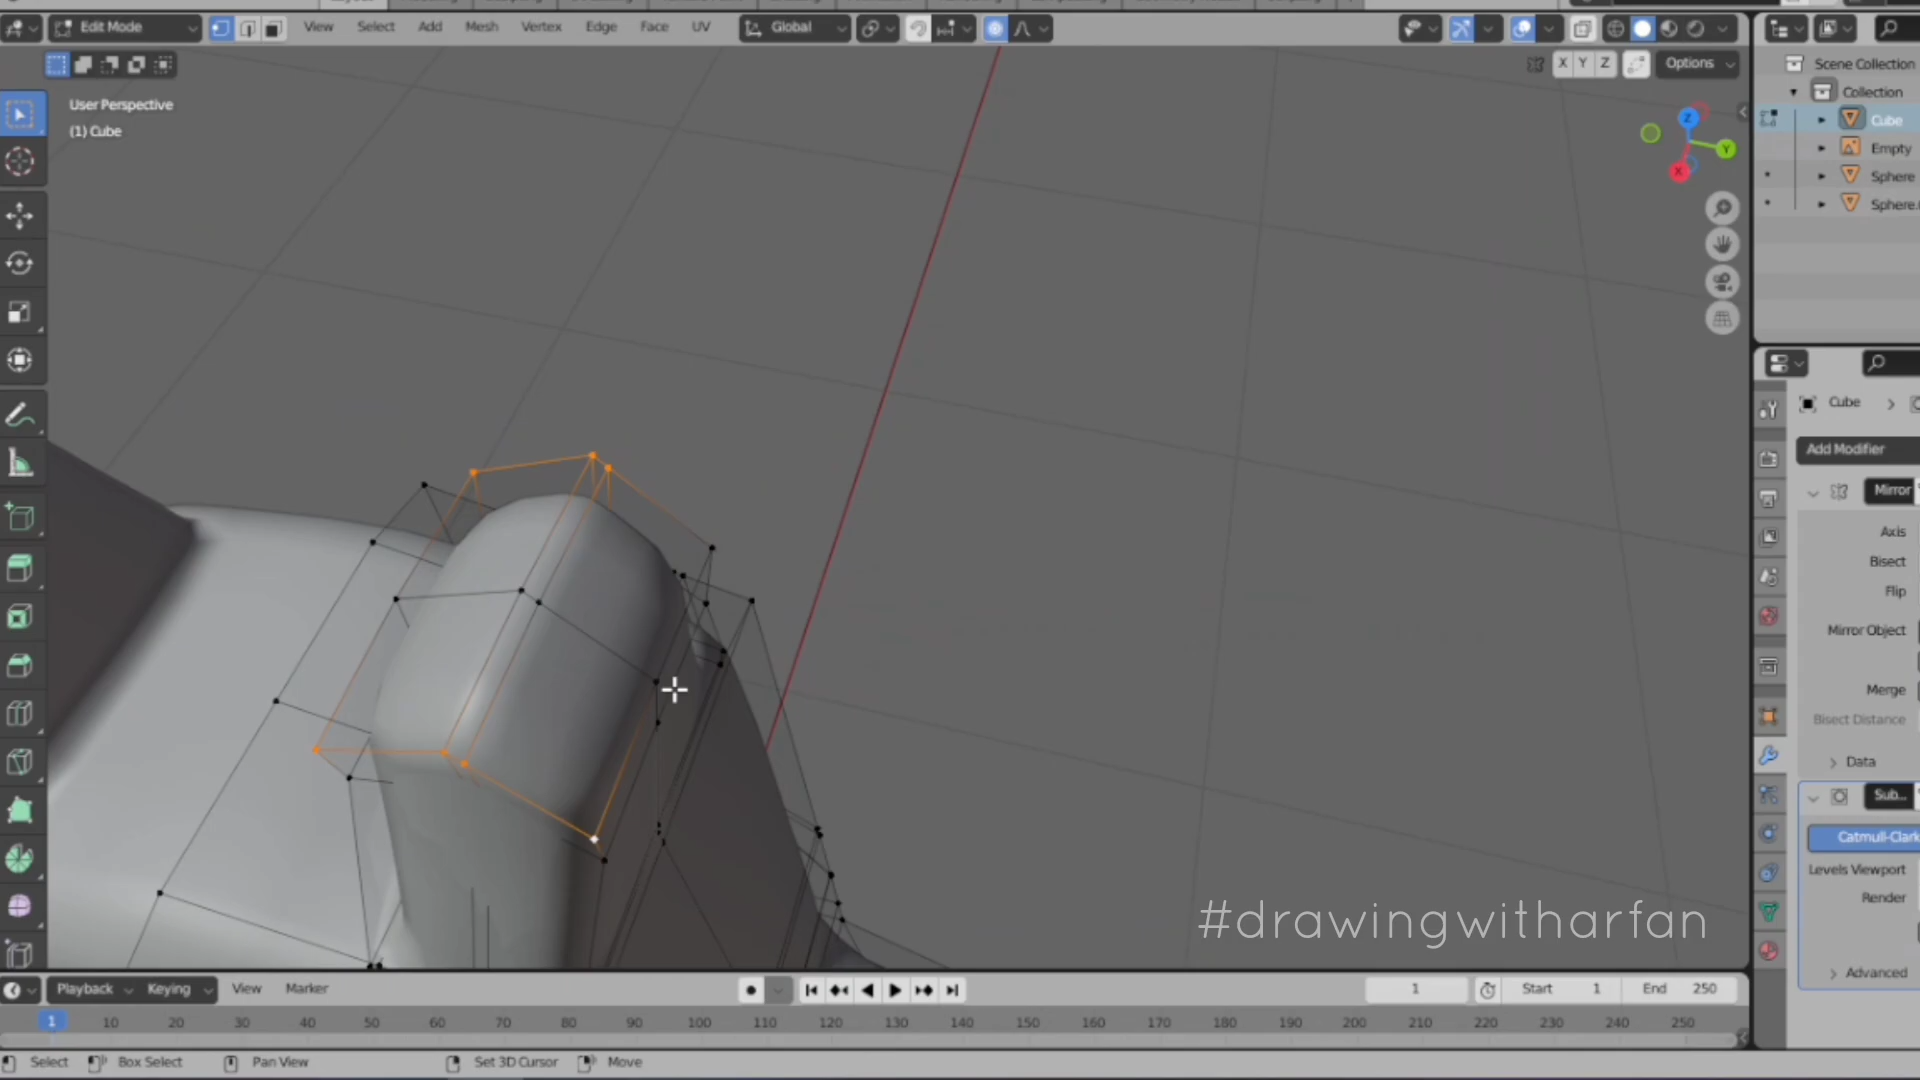 Edit Mode View Select Add Mesh Vertex Edge Face UV Global
X Y Z Options
User Perspective
(1) Cube
Z Y X
#drawingwitharfan
Scene Collection
Collection
Cube
Empty
Sphere
Sphere.
Cube
Add Modifier
Mirror
Axis
Bisect
Flip
Mirror Object
Merge
Bisect Distance
Data
Sub...
Catmull-Clark
Levels Viewport
Render
Advanced
Playback Keying View Marker 1 Start 1 End 250
1 10 20 30 40 50 60 70 80 90 100 110 120 130 140 150 160 170 180 190 200 210 220 230 240 250
Select Box Select Pan View Set 3D Cursor Move